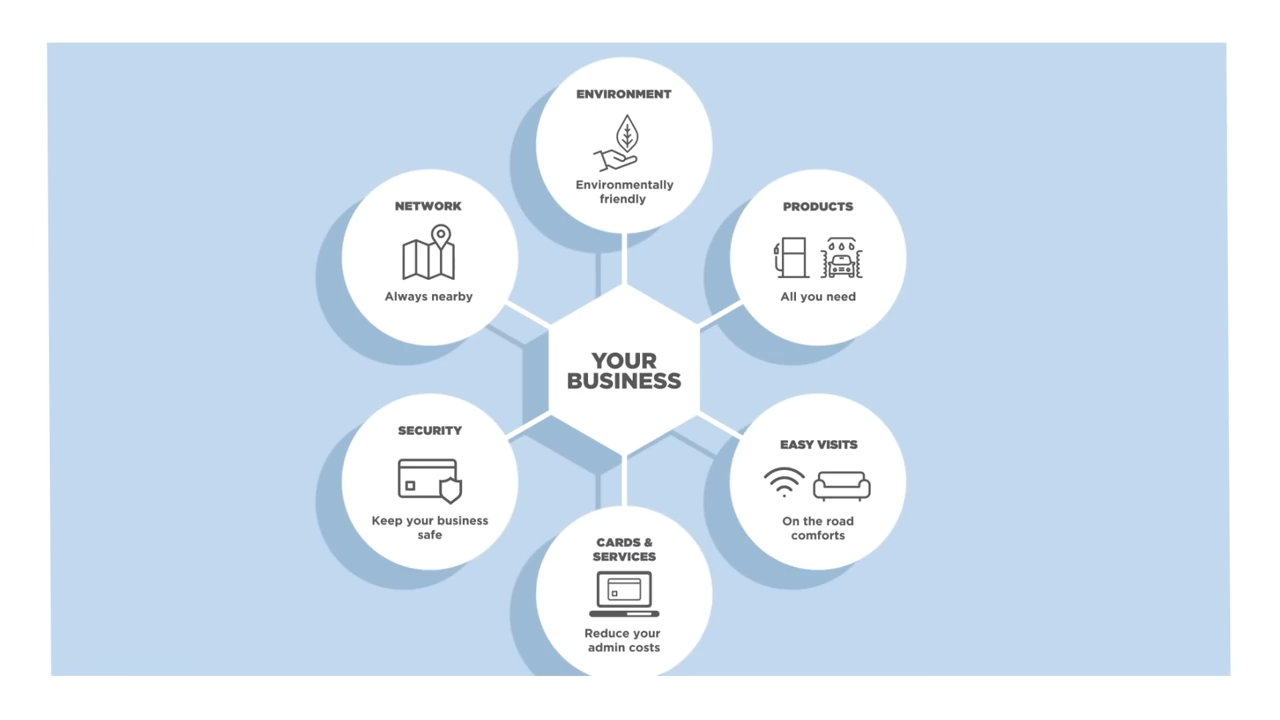 ENVIRONMENT
Environmentally
friendly
NETWORK
Always nearby
PRODUCTS
All you need
YOUR
BUSINESS
SECURITY
Keep your business
safe
EASY VISITS
On the road
comforts
CARDS &
SERVICES
Reduce your
admin costs